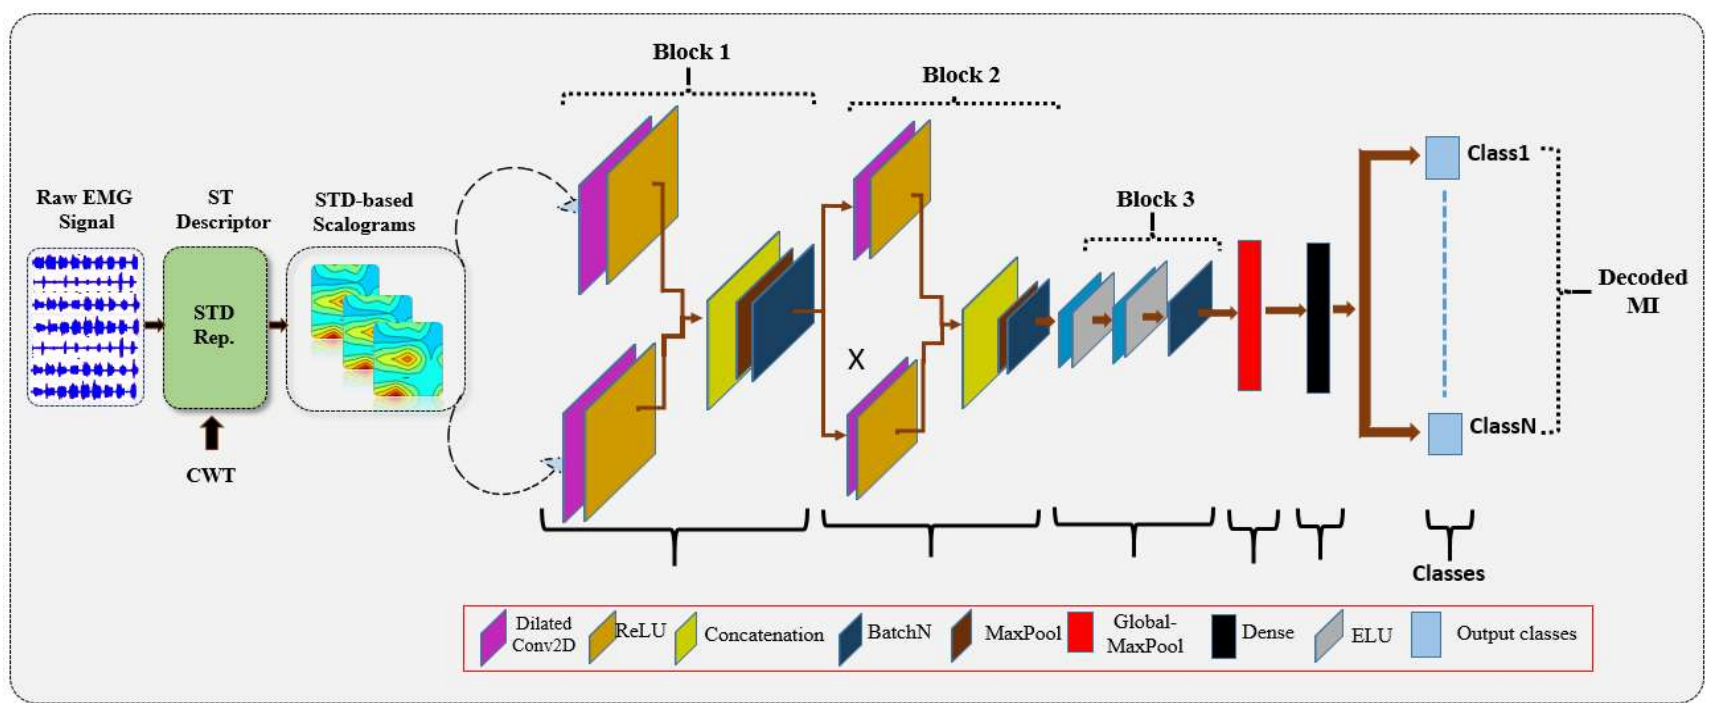 Block 1
Block 2
Raw EMG
Signal
ST
Descriptor
STD-based
Scalograms
Block 3
STD
Rep.
CWT
X
Class1
ClassN
Decoded
MI
Classes
Dilated
Conv2D
ReLU
Concatenation
BatchN
MaxPool
Global-
MaxPool
Dense
ELU
Output classes